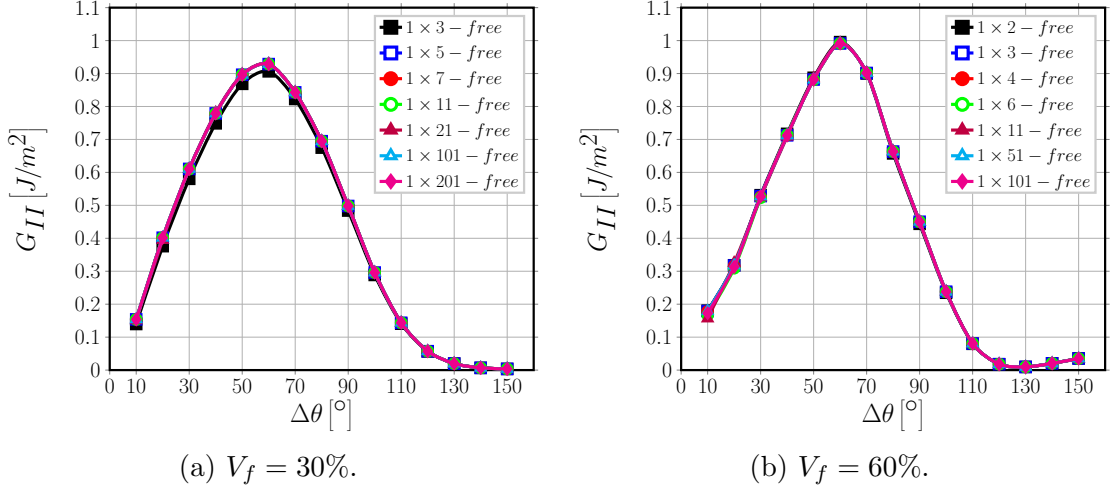 1.1
1
0.9
0.8
0.7
0.6
0.5
0.4
0.3
0.2
0.1
0
G_{II} [J/m^2]
0 10 30 50 70 90 110 130 150
Δθ [°]
1 × 3 − free
1 × 5 − free
1 × 7 − free
1 × 11 − free
1 × 21 − free
1 × 101 − free
1 × 201 − free
(a) V_f = 30%.
1.1
1
0.9
0.8
0.7
0.6
0.5
0.4
0.3
0.2
0.1
0
G_{II} [J/m^2]
0 10 30 50 70 90 110 130 150
Δθ [°]
1 × 2 − free
1 × 3 − free
1 × 4 − free
1 × 6 − free
1 × 11 − free
1 × 51 − free
1 × 101 − free
(b) V_f = 60%.